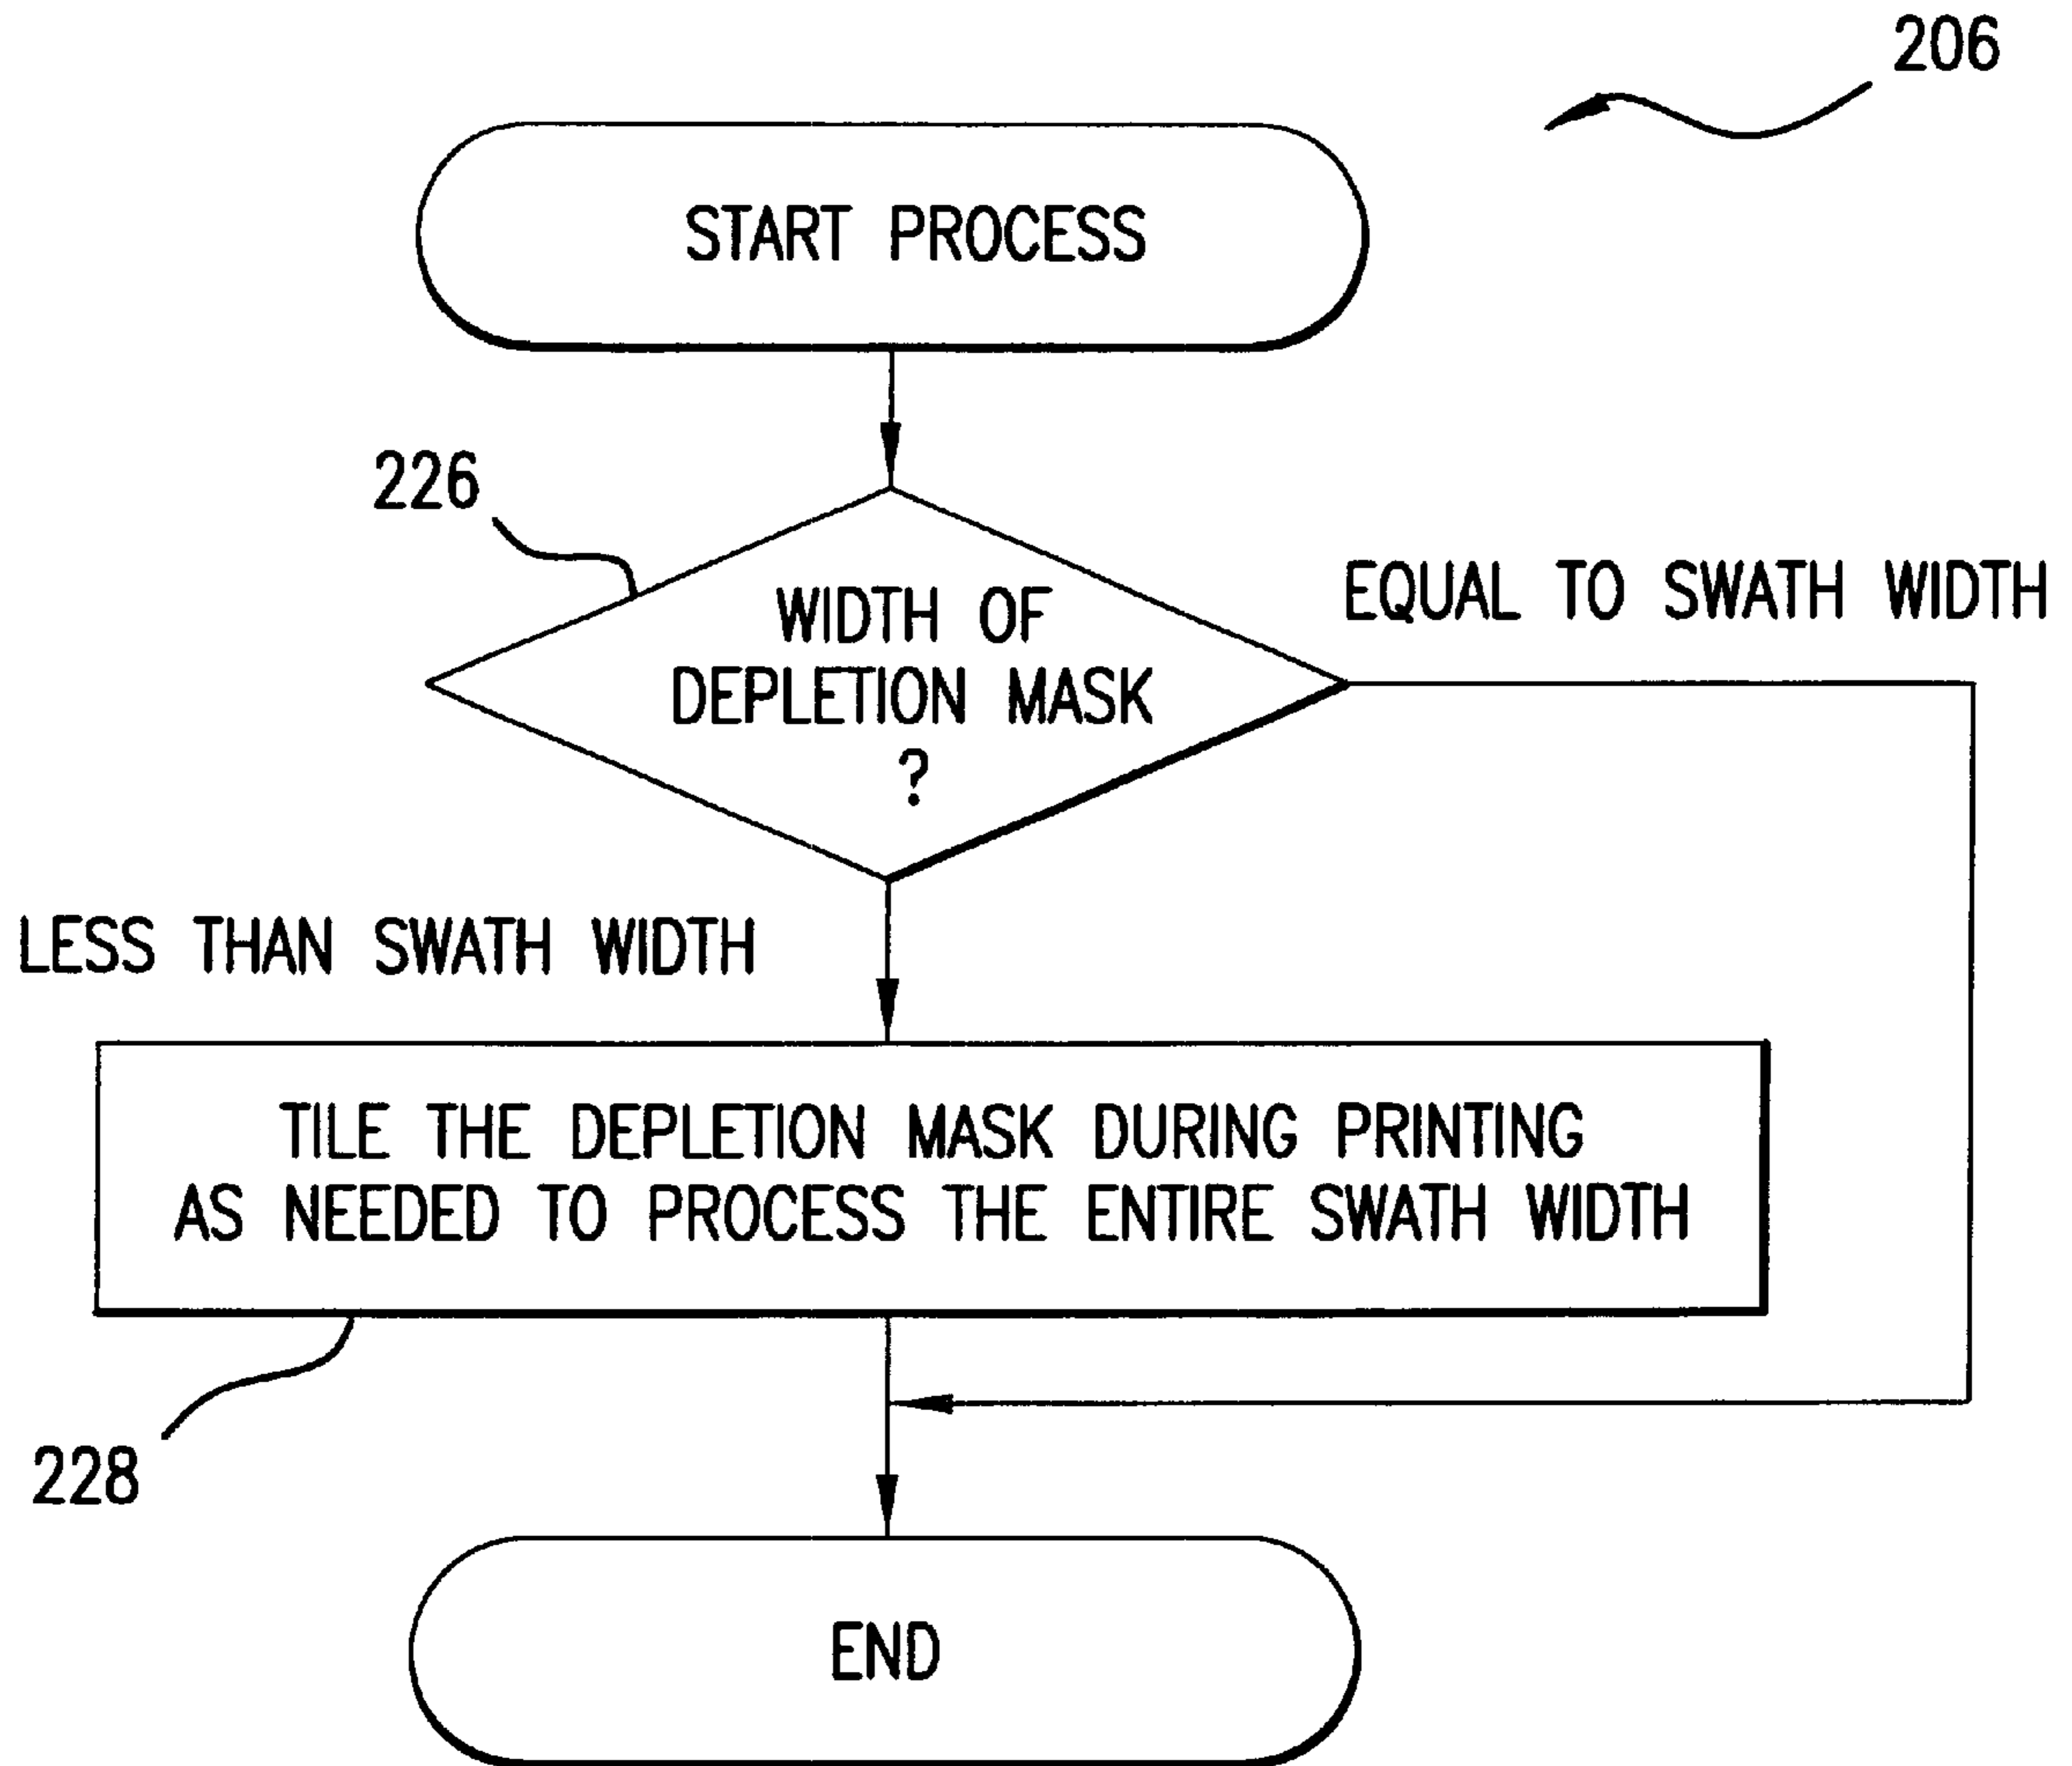 206
START PROCESS
226
WIDTH OF
DEPLETION MASK
?
EQUAL TO SWATH WIDTH
LESS THAN SWATH WIDTH
TILE THE DEPLETION MASK DURING PRINTING
AS NEEDED TO PROCESS THE ENTIRE SWATH WIDTH
228
END